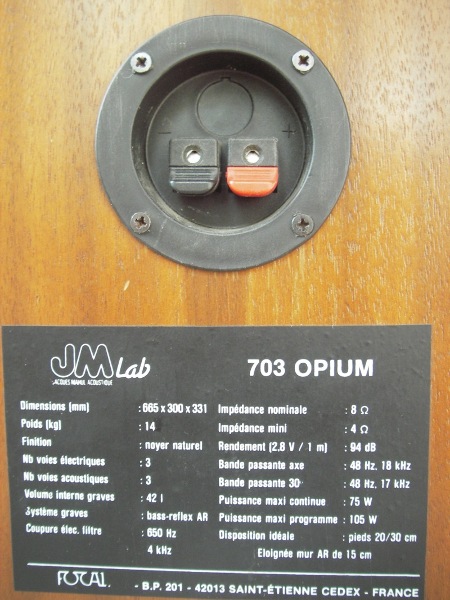 - +
JM Lab 703 OPIUM
JACQUES MAHUL ACOUSTIQUE
Dimensions (mm) : 665 x 300 x 331 Impédance nominale : 8 Ω
Poids (kg) : 14 Impédance mini : 4 Ω
Finition : noyer naturel Rendement (2,8 V / 1 m) : 94 dB
Nb voies électriques : 3 Bande passante axe : 48 Hz. 18 kHz
Nb voies acoustiques : 3 Bande passante 30° : 48 Hz. 17 kHz
Volume interne graves : 42 l Puissance maxi continue : 75 W
Système graves : bass-reflex AR Puissance maxi programme : 105 W
Coupure élec. filtre : 650 Hz Disposition idéale : pieds 20/30 cm
4 kHz Eloignée mur AR de 15 cm
FOCAL - B.P. 201 - 42013 SAINT-ÉTIENNE CEDEX - FRANCE